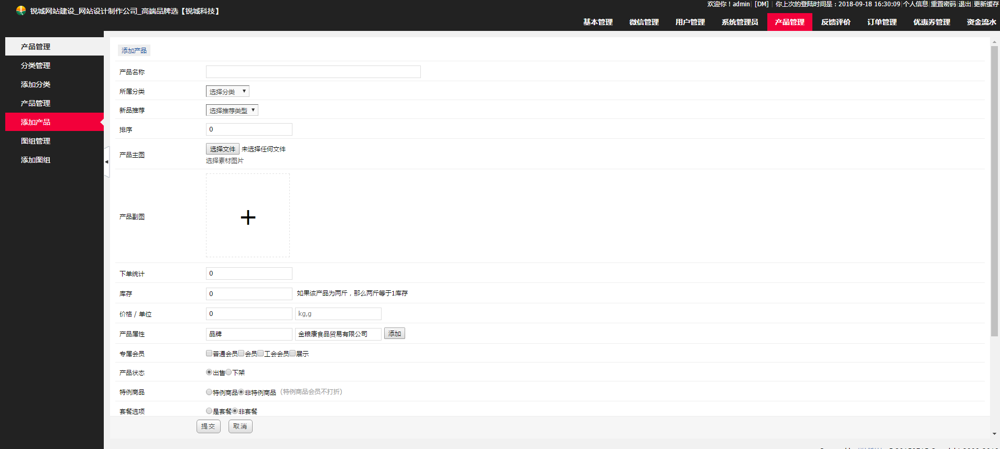 锐城网站建设_网站设计制作公司_高端品牌选【锐城科技】
欢迎你！admin| [DM] | 你上次的登陆时间是：2018-09-18 16:30:09|个人信息|重置密码|退出|更新缓存
基本管理 微信管理 用户管理 系统管理员 产品管理 反馈评价 订单管理 优惠券管理 资金流水
产品管理
分类管理
添加分类
产品管理
添加产品
图组管理
添加图组
添加产品
产品名称
所属分类 选择分类
新品推荐 选择推荐类型
排序 0
产品主图 选择文件 未选择任何文件
选择素材图片
产品副图
下单统计 0
库存 0 如果该产品为两斤，那么两斤等于1库存
价格 / 单位 0 kg,g
产品属性 品牌 金粮康食品贸易有限公司 添加
专属会员 普通会员 会员 工会会员 展示
产品状态 出售 下架
特例商品 特例商品 非特例商品 （特例商品会员不打折）
套餐选项 是套餐 非套餐
提交 取消